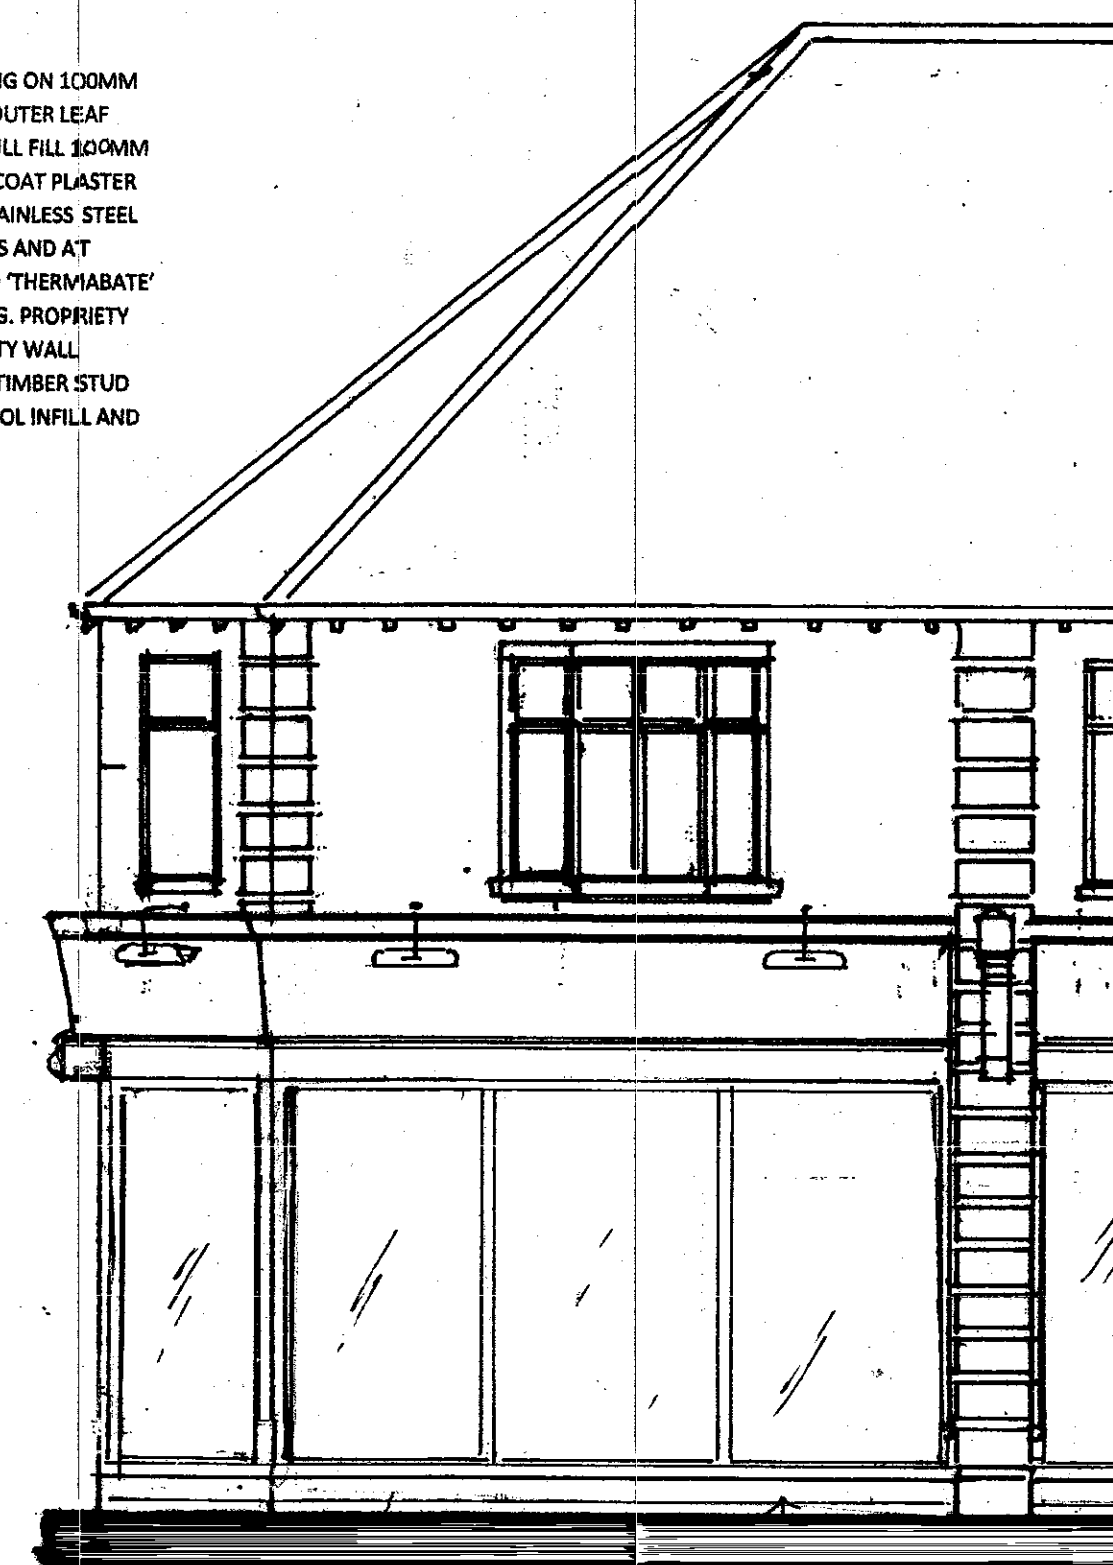 G ON 100MM
OUTER LEAF
LL FILL 100MM
COAT PLASTER
AINLESS STEEL
S AND AT
'THERMABATE'
G. PROPRIETY
TY WALL
TIMBER STUD
OL INFILL AND